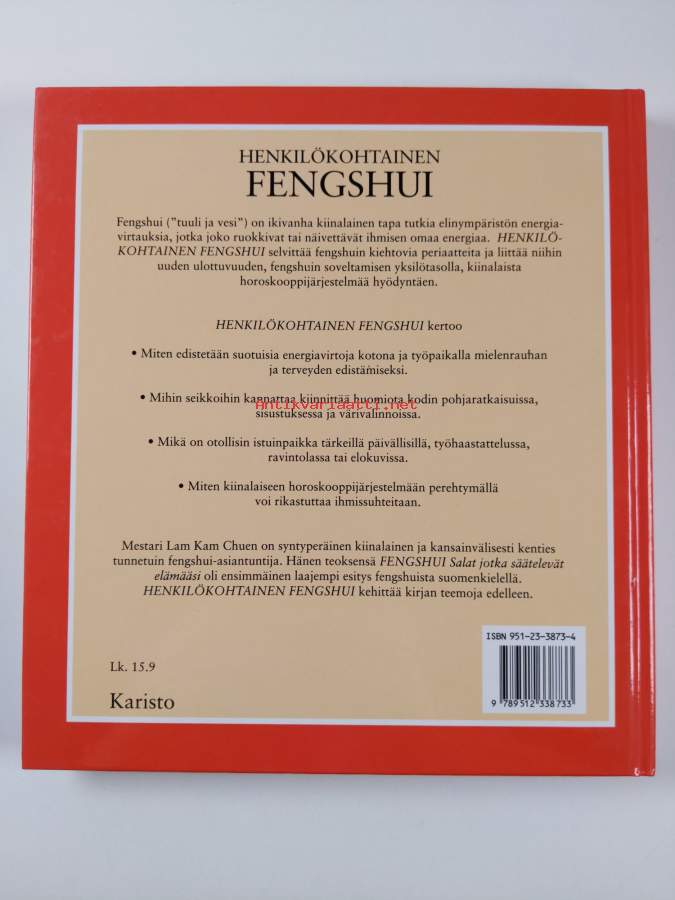 HENKILÖKOHTAINEN
FENGSHUI
Fengshui (”tuuli ja vesi”) on ikivanha kiinalainen tapa tutkia elinympäristön energia-
virtauksia, jotka joko ruokkivat tai näivettävät ihmisen omaa energiaa. HENKILÖ-
KOHTAINEN FENGSHUI selvittää fengshuin kiehtovia periaatteita ja liittää niihin
uuden ulottuvuuden, fengshuin soveltamisen yksilötasolla, kiinalaista
horoskooppijärjestelmää hyödyntäen.
HENKILÖKOHTAINEN FENGSHUI kertoo
• Miten edistetään suotuisia energiavirtoja kotona ja työpaikalla mielenrauhan
ja terveyden edistämiseksi.
• Mihin seikkoihin kannattaa kiinnittää huomiota kodin pohjaratkaisuissa,
Antikvariaatti.net
sisustuksessa ja värivalinnoissa.
• Mikä on otollisin istuinpaikka tärkeillä päivällisillä, työhaastattelussa,
ravintolassa tai elokuvissa.
• Miten kiinalaiseen horoskooppijärjestelmään perehtymällä
voi rikastuttaa ihmissuhteitaan.
Mestari Lam Kam Chuen on syntyperäinen kiinalainen ja kansainvälisesti kenties
tunnetuin fengshui-asiantuntija. Hänen teoksensä FENGSHUI Salat jotka säätelevät
elämääsi oli ensimmäinen laajempi esitys fengshuista suomenkielellä.
HENKILÖKOHTAINEN FENGSHUI kehittää kirjan teemoja edelleen.
ISBN 951-23-3873-4
Lk. 15.9
Karisto
9 789512 338733